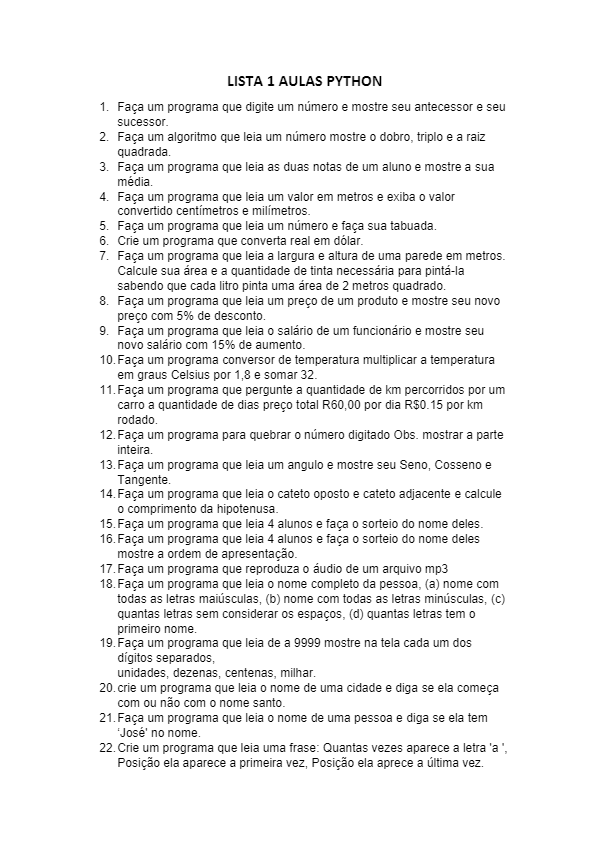 LISTA 1 AULAS PYTHON
1. Faça um programa que digite um número e mostre seu antecessor e seu
sucessor.
2. Faça um algoritmo que leia um número mostre o dobro, triplo e a raiz
quadrada.
3. Faça um programa que leia as duas notas de um aluno e mostre a sua
média.
4. Faça um programa que leia um valor em metros e exiba o valor
convertido centímetros e milímetros.
5. Faça um programa que leia um número e faça sua tabuada.
6. Crie um programa que converta real em dólar.
7. Faça um programa que leia a largura e altura de uma parede em metros.
Calcule sua área e a quantidade de tinta necessária para pintá-la
sabendo que cada litro pinta uma área de 2 metros quadrado.
8. Faça um programa que leia um preço de um produto e mostre seu novo
preço com 5% de desconto.
9. Faça um programa que leia o salário de um funcionário e mostre seu
novo salário com 15% de aumento.
10. Faça um programa conversor de temperatura multiplicar a temperatura
em graus Celsius por 1,8 e somar 32.
11. Faça um programa que pergunte a quantidade de km percorridos por um
carro a quantidade de dias preço total R60,00 por dia R$0.15 por km
rodado.
12. Faça um programa para quebrar o número digitado Obs. mostrar a parte
inteira.
13. Faça um programa que leia um angulo e mostre seu Seno, Cosseno e
Tangente.
14. Faça um programa que leia o cateto oposto e cateto adjacente e calcule
o comprimento da hipotenusa.
15. Faça um programa que leia 4 alunos e faça o sorteio do nome deles.
16. Faça um programa que leia 4 alunos e faça o sorteio do nome deles
mostre a ordem de apresentação.
17. Faça um programa que reproduza o áudio de um arquivo mp3
18. Faça um programa que leia o nome completo da pessoa, (a) nome com
todas as letras maiúsculas, (b) nome com todas as letras minúsculas, (c)
quantas letras sem considerar os espaços, (d) quantas letras tem o
primeiro nome.
19. Faça um programa que leia de a 9999 mostre na tela cada um dos
dígitos separados,
unidades, dezenas, centenas, milhar.
20. crie um programa que leia o nome de uma cidade e diga se ela começa
com ou não com o nome santo.
21. Faça um programa que leia o nome de uma pessoa e diga se ela tem
‘José’ no nome.
22. Crie um programa que leia uma frase: Quantas vezes aparece a letra 'a ',
Posição ela aparece a primeira vez, Posição ela aprece a última vez.